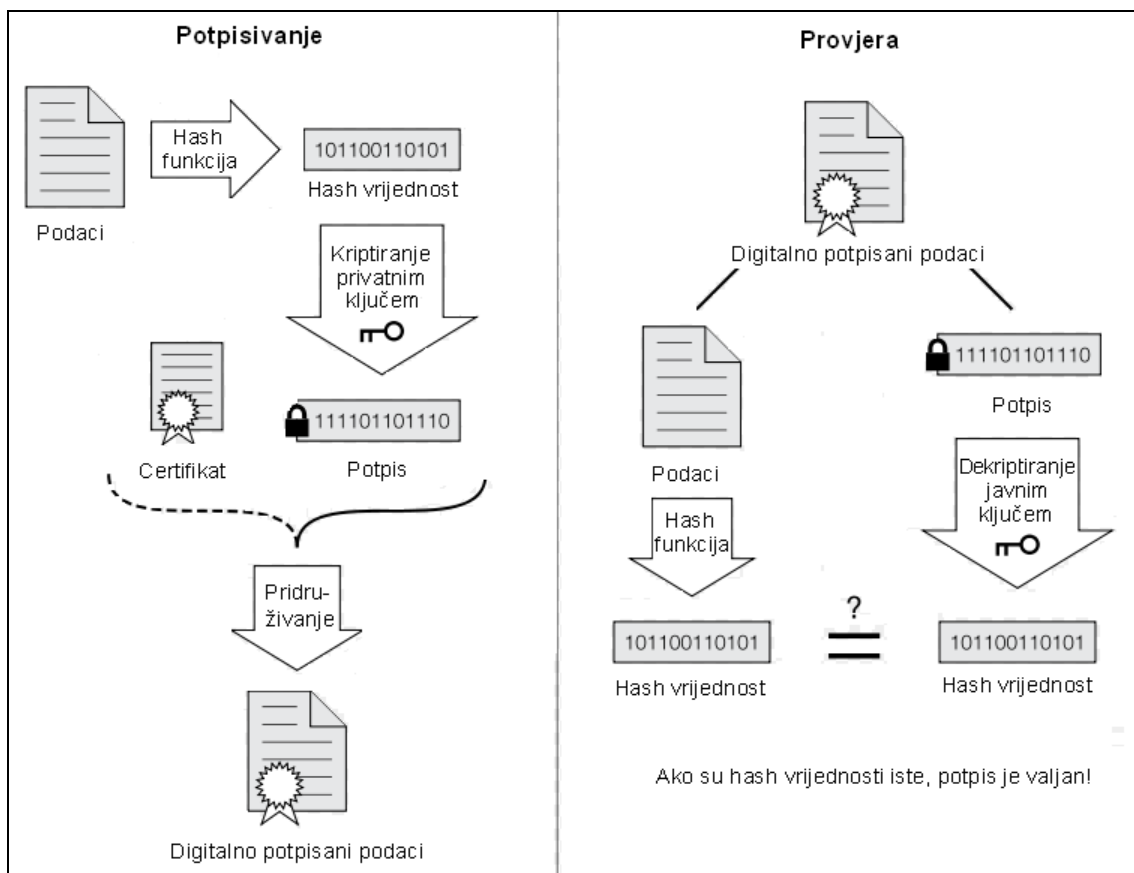 Potpisivanje
Podaci
Hash
funkcija
101100110101
Hash vrijednost
Kriptiranje
privatnim
ključem
Certifikat
111101101110
Potpis
Pridru-
živanje
Digitalno potpisani podaci
Provjera
Digitalno potpisani podaci
Podaci
111101101110
Potpis
Hash
funkcija
Dekriptiranje
javnim
ključem
101100110101
Hash vrijednost
?
=
101100110101
Hash vrijednost
Ako su hash vrijednosti iste, potpis je valjan!